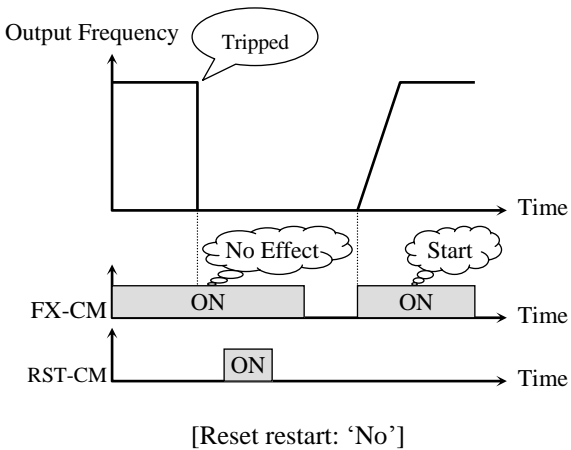 Output Frequency
Tripped
Time
No Effect
Start
FX-CM
ON
ON
Time
RST-CM
ON
Time
[Reset restart: ‘No’]